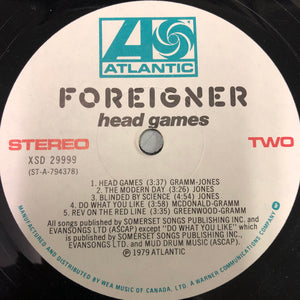 ATLANTIC
FOREIGNER
head games
STEREO TWO
XSD 29999
(ST-A-794378)
1. HEAD GAMES (3:37) GRAMM-JONES
2. THE MODERN DAY (3:26) JONES
3. BLINDED BY SCIENCE (4:54) JONES
4. DO WHAT YOU LIKE (3:58) MCDONALD-GRAMM
5. REV ON THE RED LINE (3:35) GREENWOOD-GRAMM
All songs published by SOMERSET SONGS PUBLISHING INC. and
EVANSONGS LTD (ASCAP) except "DO WHAT YOU LIKE" which
is published by SOMERSET SONGS PUBLISHING INC.,
EVANSONGS LTD. and MUD DRUM MUSIC (ASCAP).
℗ 1979 ATLANTIC
MANUFACTURED AND DISTRIBUTED BY WEA MUSIC OF CANADA, LTD. A WARNER COMMUNICATIONS COMPANY